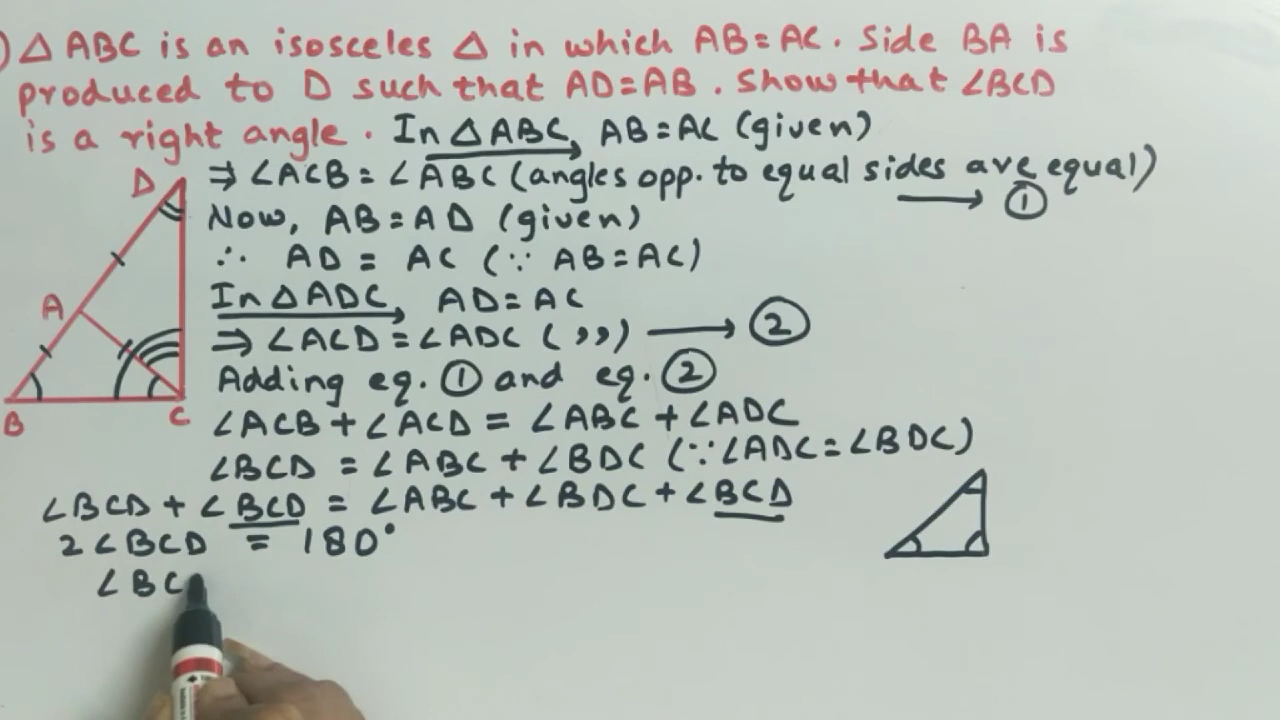 ) △ ABC is an isosceles △ in which AB = AC. Side BA is
produced to D such that AD = AB. Show that ∠BCD
is a right angle. In △ABC, AB = AC (given)
⇒ ∠ACB = ∠ABC (angles opp. to equal sides are equal)
→ ①
Now, AB = AD (given)
∴ AD = AC (∵ AB = AC)
In △ADC, AD = AC
⇒ ∠ACD = ∠ADC (,,) → ②
Adding eq. ① and eq. ②
∠ACB + ∠ACD = ∠ABC + ∠ADC
∠BCD = ∠ABC + ∠BDC (∵ ∠ADC = ∠BDC)
∠BCD + ∠BCD = ∠ABC + ∠BDC + ∠BCD
2 ∠BCD = 180°
∠BC
D
A
B
C